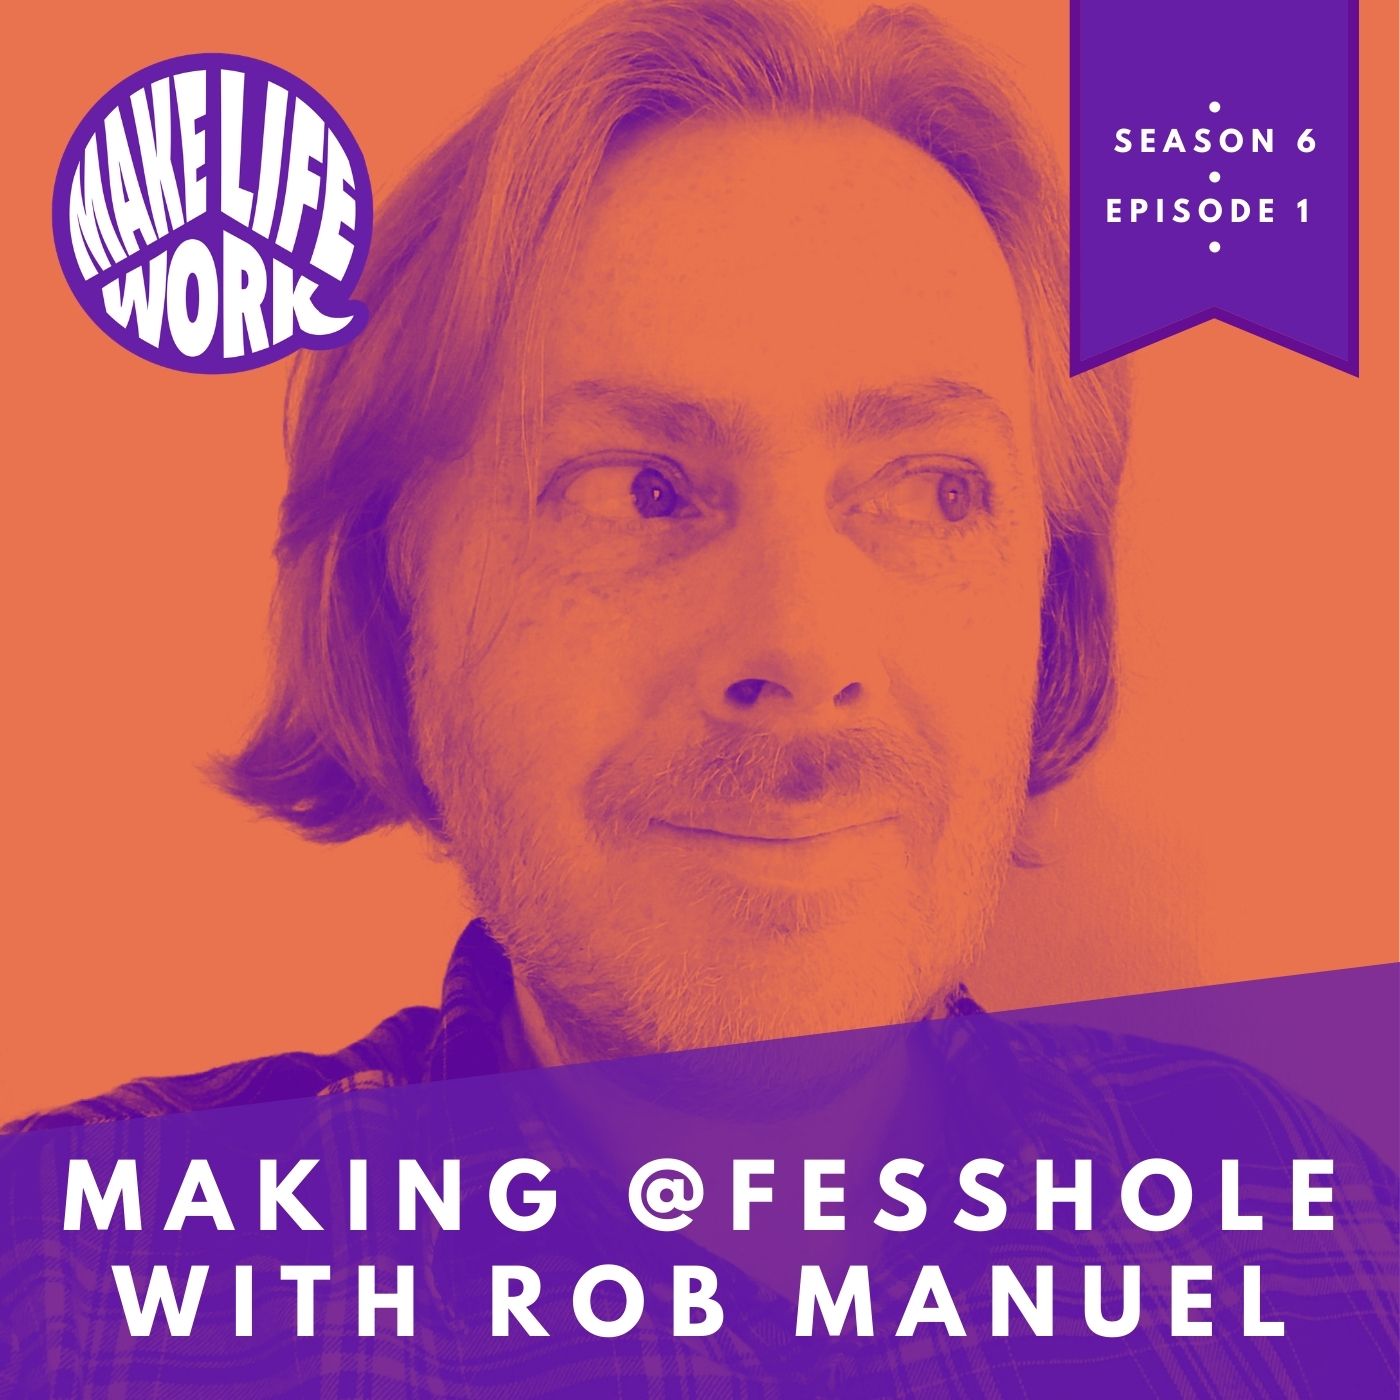 MAKE LIFE
WORK
SEASON 6
EPISODE 1
MAKING @FESSHOLE
WITH ROB MANUEL